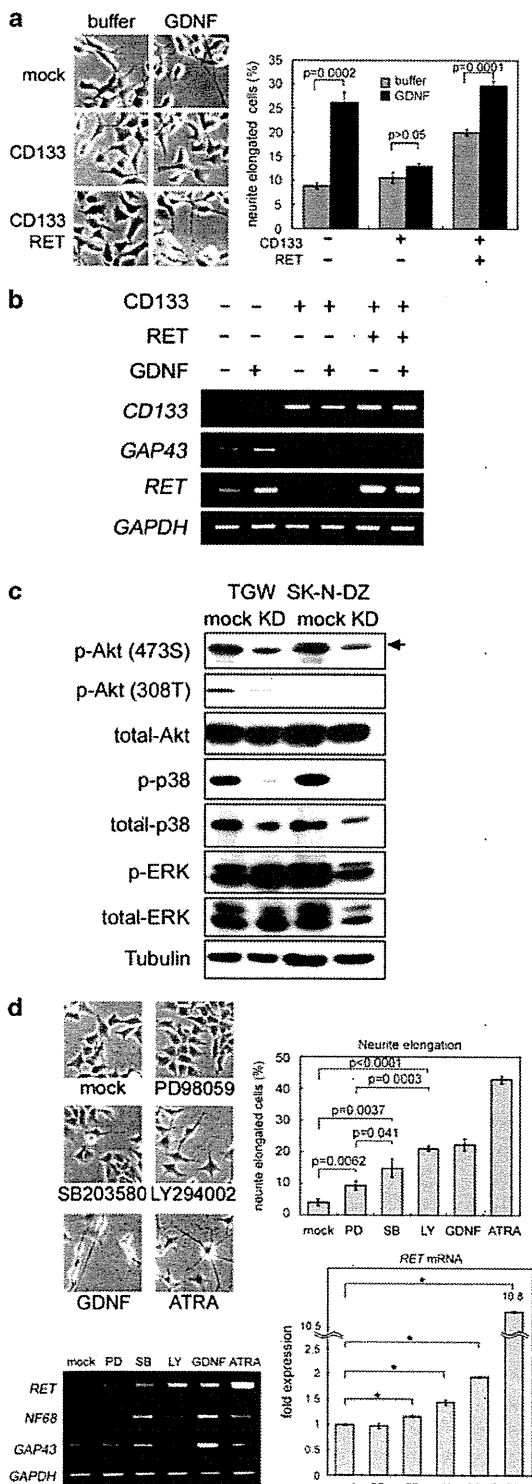 a
buffer GDNF
mock
CD133
CD133
RET
neurite elongated cells (%)
35
30
25
20
15
10
5
0
p=0.0002
p>0.05
p=0.0001
buffer
GDNF
CD133 – + +
RET – – +
b
CD133 – – + + + +
RET – – – – + +
GDNF – + – + – +
CD133
GAP43
RET
GAPDH
c
TGW SK-N-DZ
mock KD mock KD
p-Akt (473S)
p-Akt (308T)
total-Akt
p-p38
total-p38
p-ERK
total-ERK
Tubulin
d
mock PD98059
SB203580 LY294002
GDNF ATRA
Neurite elongation
neurite elongated cells (%)
50
40
30
20
10
0
p<0.0001
p=0.0003
p=0.0037
p=0.041
p=0.0062
mock PD SB LY GDNF ATRA
mock PD SB LY GDNF ATRA
RET
NF68
GAP43
GAPDH
RET mRNA
fold expression
10.8
10.5
2
1.5
1
0.5
0
*
*
*
*